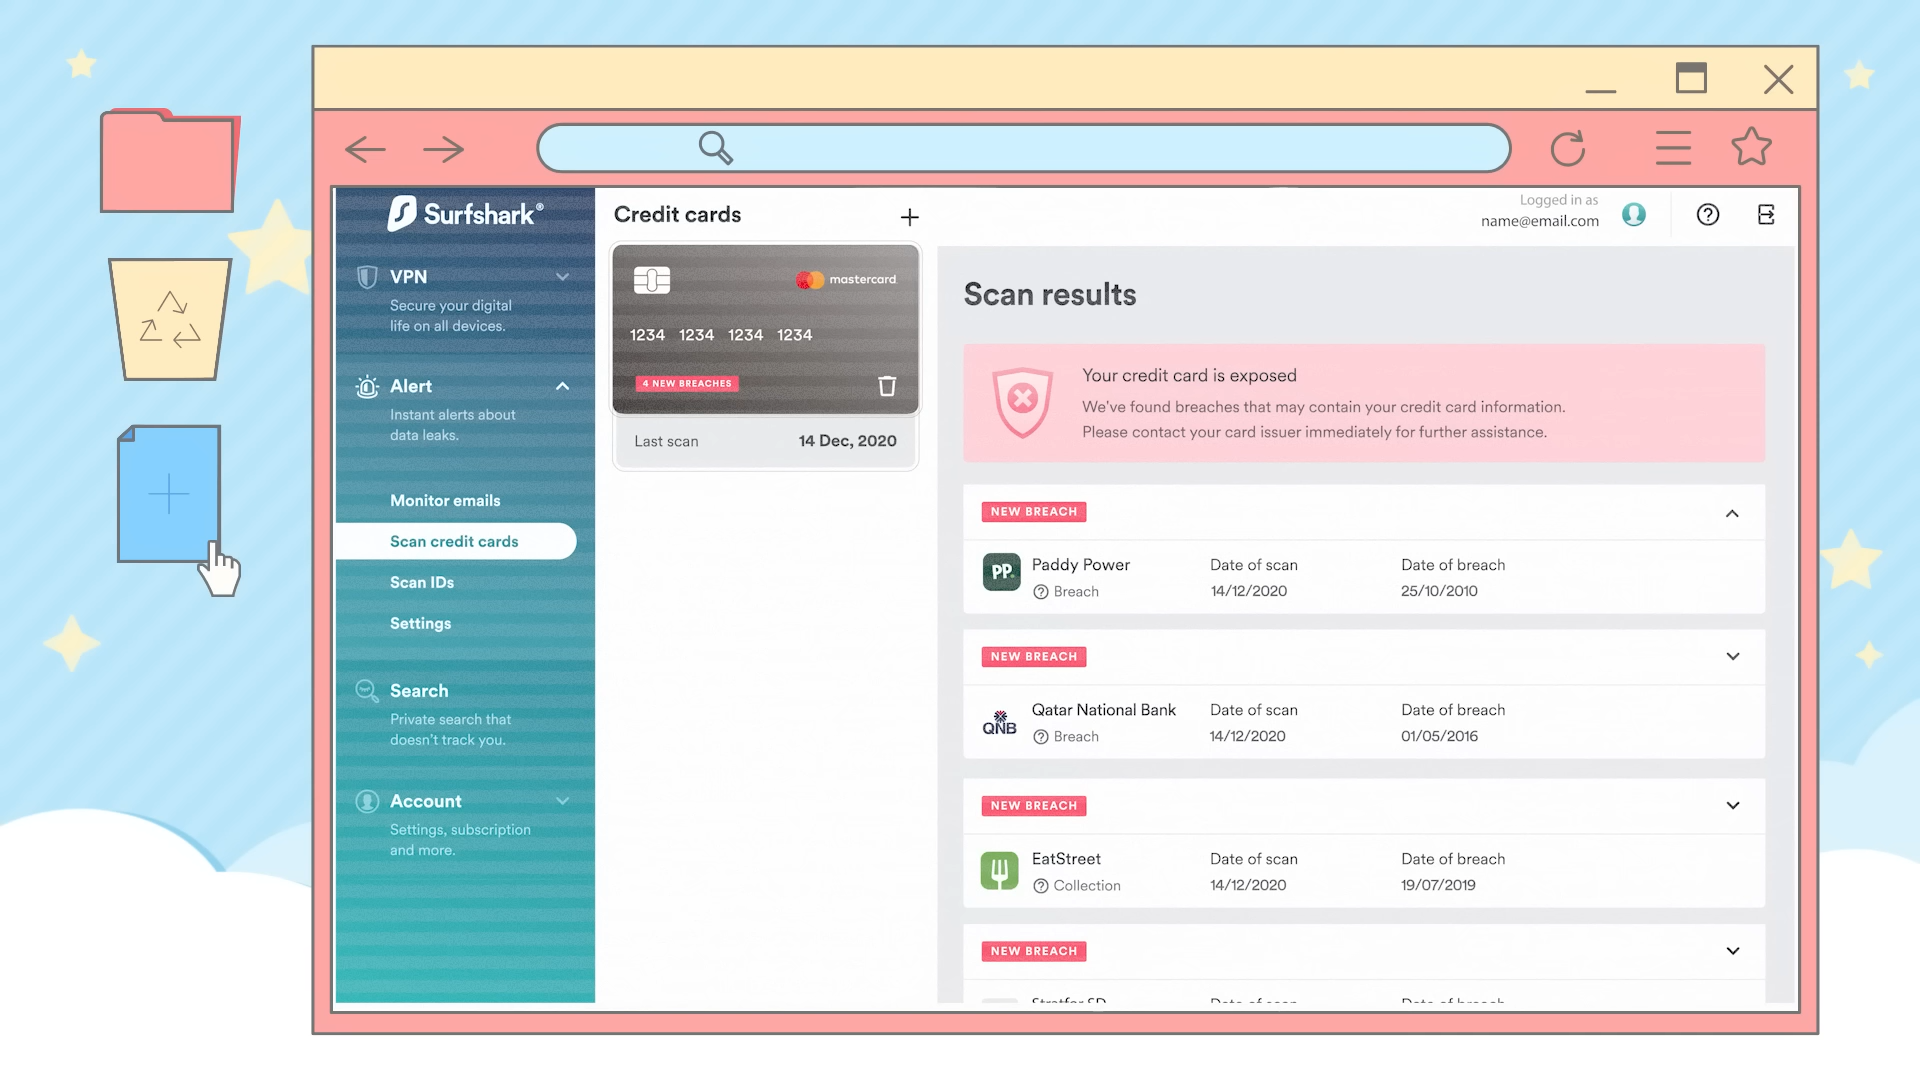 Surfshark®
VPN
Secure your digital
life on all devices.
Alert
Instant alerts about
data leaks.
Monitor emails
Scan credit cards
Scan IDs
Settings
Search
Private search that
doesn't track you.
Account
Settings, subscription
and more.
Credit cards
mastercard
1234 1234 1234 1234
4 NEW BREACHES
Last scan 14 Dec, 2020
Logged in as
name@email.com
Scan results
Your credit card is exposed
We've found breaches that may contain your credit card information.
Please contact your card issuer immediately for further assistance.
NEW BREACH
PP.
Paddy Power Date of scan Date of breach
Breach 14/12/2020 25/10/2010
NEW BREACH
QNB
Qatar National Bank Date of scan Date of breach
Breach 14/12/2020 01/05/2016
NEW BREACH
EatStreet Date of scan Date of breach
Collection 14/12/2020 19/07/2019
NEW BREACH
Date of scan Date of breach